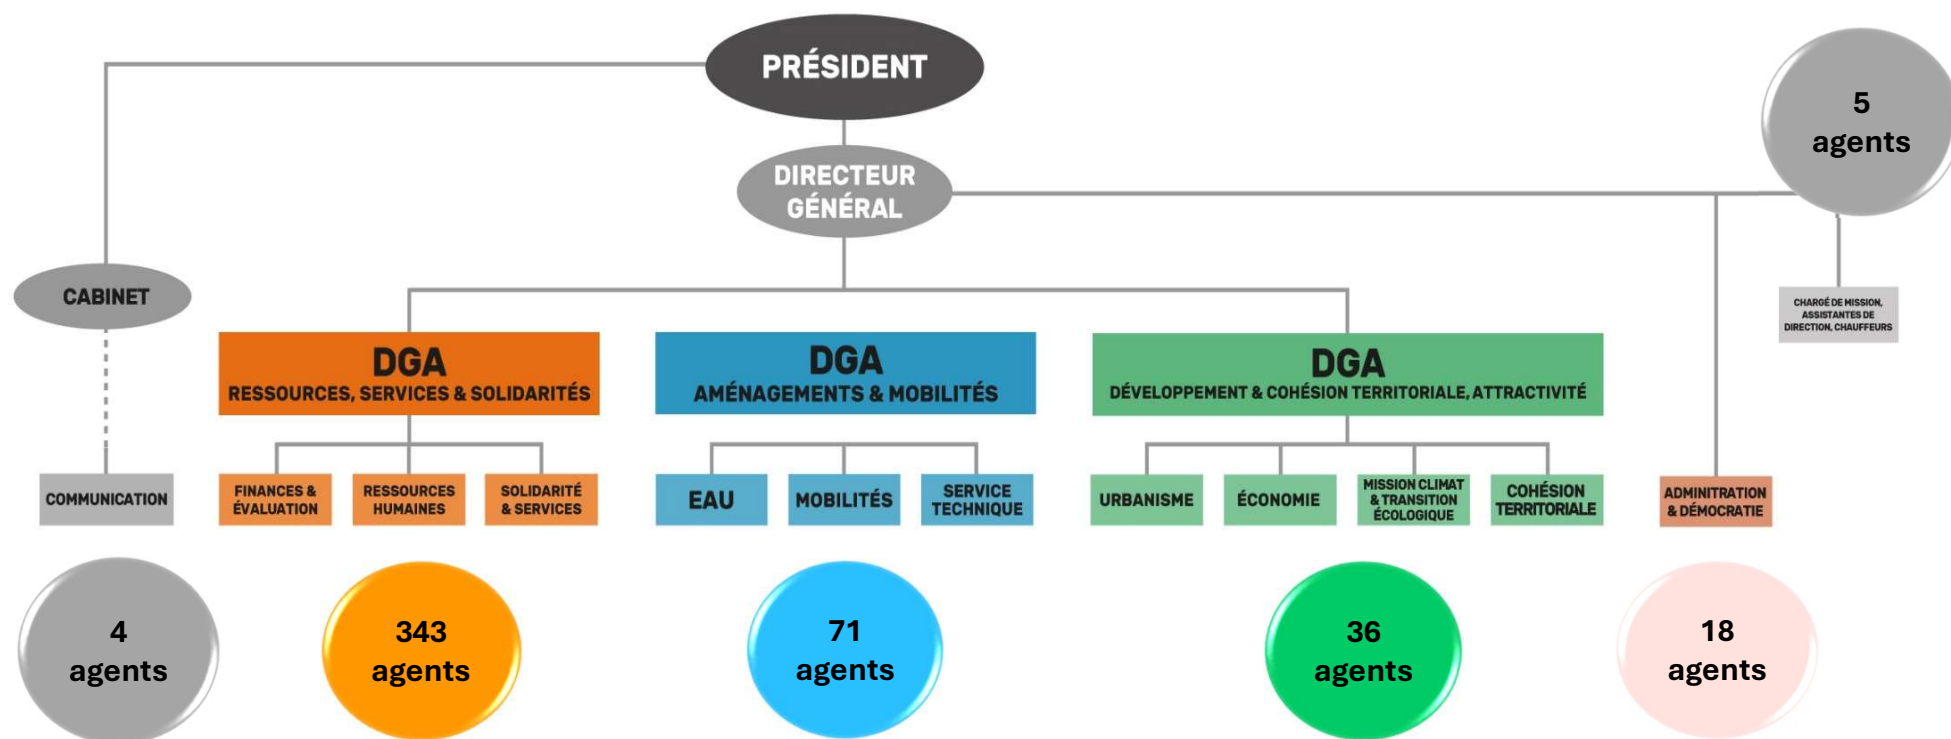 PRÉSIDENT
5
agents
DIRECTEUR
GÉNÉRAL
CABINET
CHARGÉ DE MISSION,
ASSISTANTES DE
DIRECTION, CHAUFFEURS
DGA
RESSOURCES, SERVICES & SOLIDARITÉS
DGA
AMÉNAGEMENTS & MOBILITÉS
DGA
DÉVELOPPEMENT & COHÉSION TERRITORIALE, ATTRACTIVITÉ
COMMUNICATION
FINANCES &
ÉVALUATION
RESSOURCES
HUMAINES
SOLIDARITÉ
& SERVICES
EAU
MOBILITÉS
SERVICE
TECHNIQUE
URBANISME
ÉCONOMIE
MISSION CLIMAT
& TRANSITION
ÉCOLOGIQUE
COHÉSION
TERRITORIALE
ADMINITRATION
& DÉMOCRATIE
4
agents
343
agents
71
agents
36
agents
18
agents